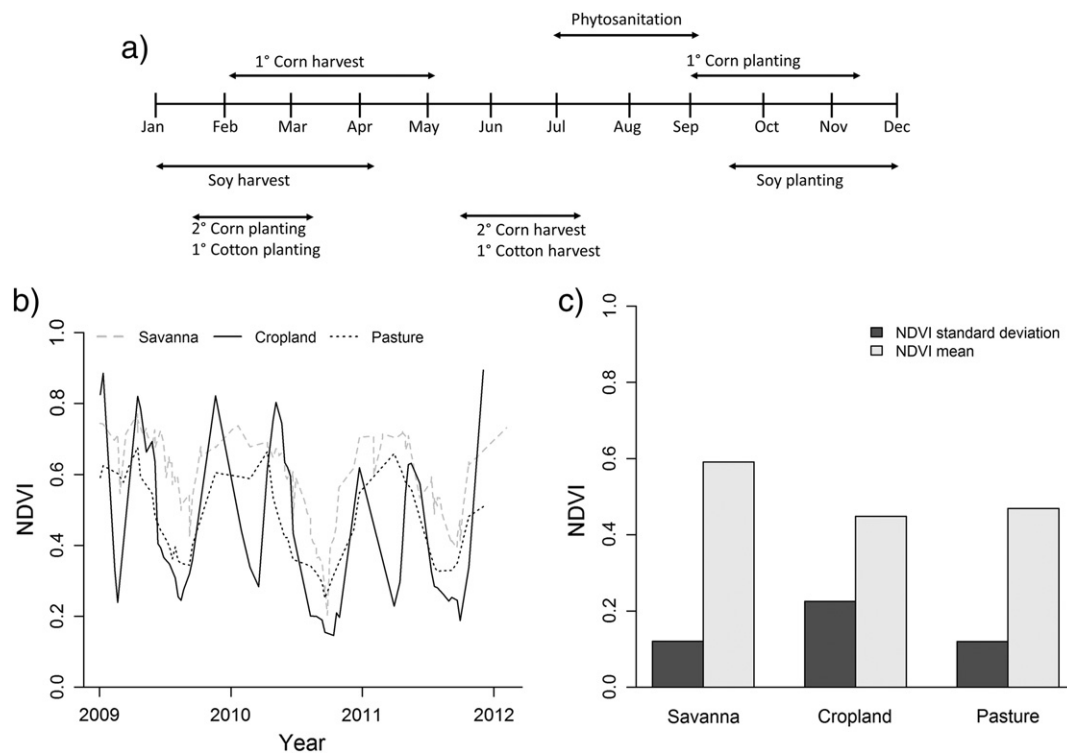 a)
Phytosanitation
1° Corn harvest
1° Corn planting
Jan Feb Mar Apr May Jun Jul Aug Sep Oct Nov Dec
Soy harvest
Soy planting
2° Corn planting
1° Cotton planting
2° Corn harvest
1° Cotton harvest
b)
Savanna Cropland Pasture
NDVI
1.0
0.8
0.6
0.4
0.2
0.0
2009 2010 2011 2012
Year
c)
NDVI standard deviation
NDVI mean
NDVI
1.0
0.8
0.6
0.4
0.2
0.0
Savanna Cropland Pasture